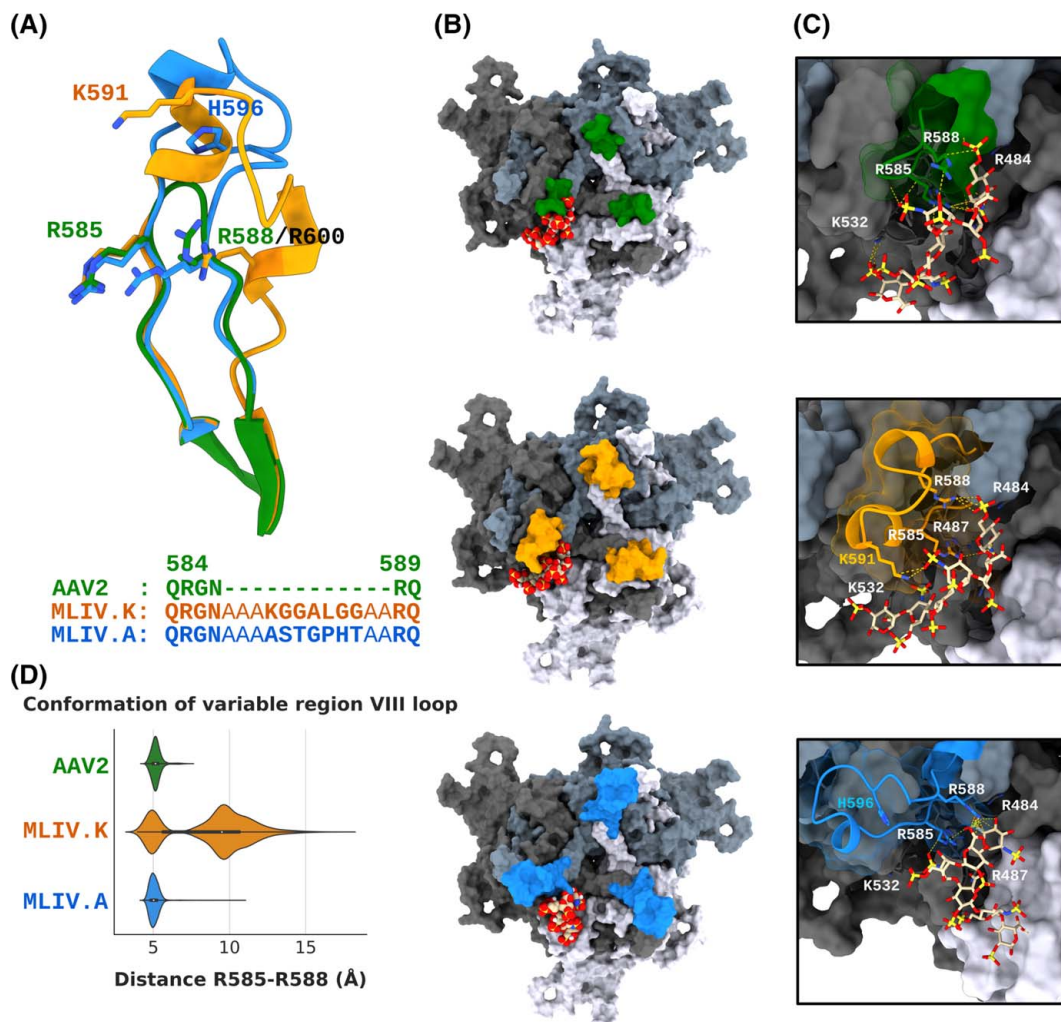 (A)
K591
H596
R585
R588/R600
584 589
AAV2 : QRGN------------RQ
MLIV.K: QRGNAAAKGGALGGAARQ
MLIV.A: QRGNAAAASTGPHTAARQ
(B)
(C)
R588
R585
R484
K532
R588
R484
R487
R585
K591
K532
R588
H596
R484
R585
R487
K532
(D)
Conformation of variable region VIII loop
AAV2
MLIV.K
MLIV.A
5 10 15
Distance R585-R588 (Å)